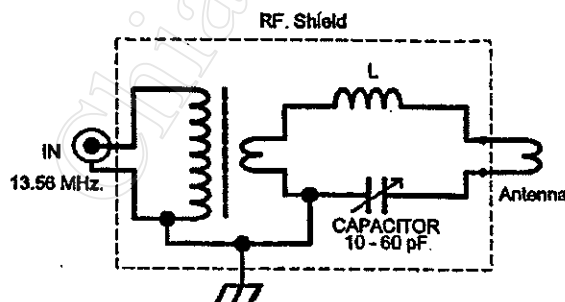 RF. Shield
L
IN
13.56 MHz.
Antenna
CAPACITOR
10 - 60 pF.